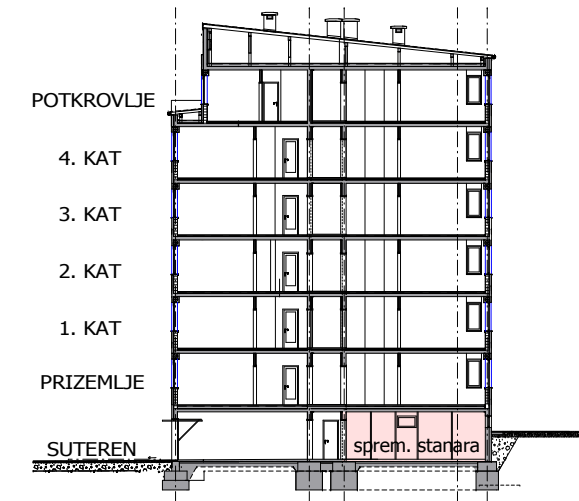 POTKROVLJE
4. KAT
3. KAT
2. KAT
1. KAT
PRIZEMLJE
SUTEREN
sprem. stanara